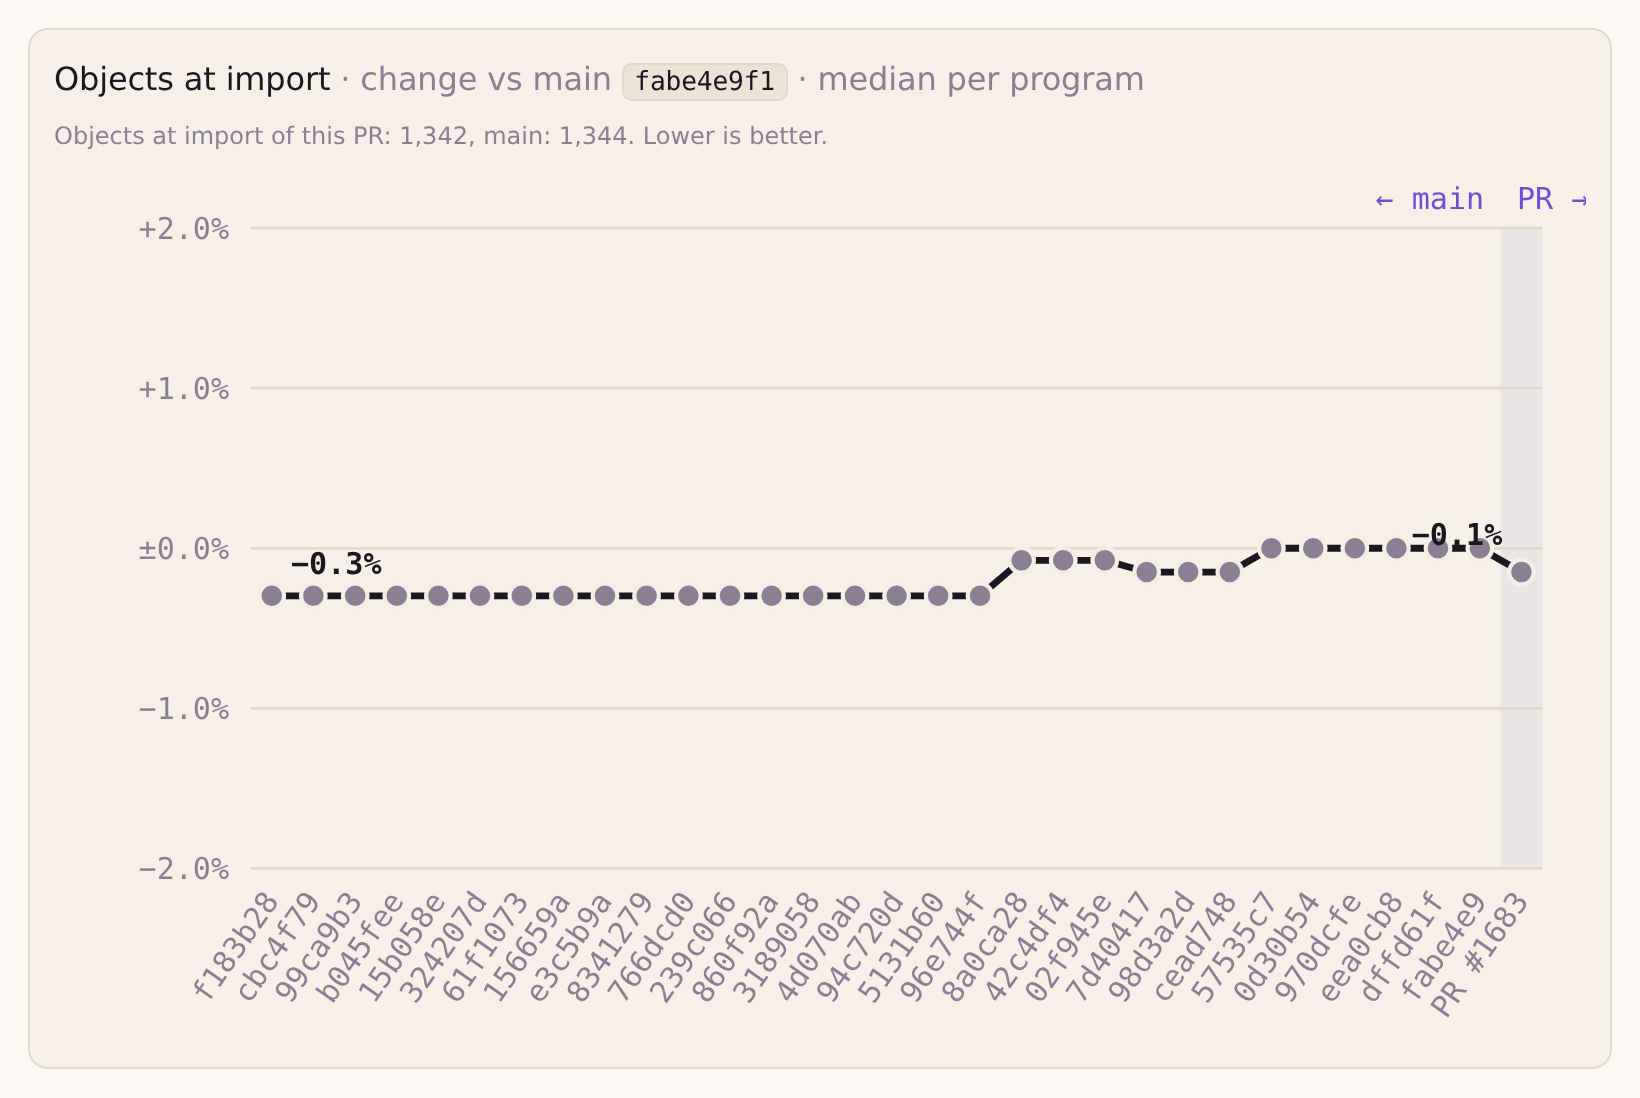 Objects at import · change vs main fabe4e9f1 · median per program
Objects at import of this PR: 1,342, main: 1,344. Lower is better.
← main PR →
+2.0%
+1.0%
±0.0%
−1.0%
−2.0%
−0.3%
−0.1%
f183b28
cbc4f79
99ca9b3
b045fee
15b058e
324207d
61f1073
156659a
e3c5b9a
8341279
766dcd0
239c066
860f92a
3189058
4d070ab
94c720d
5131b60
96e744f
8a0ca28
42c4df4
02f945e
7d40417
98d3a2d
cead748
57535c7
0d30b54
970dcfe
eea0cb8
dffd61f
fabe4e9
PR #1683